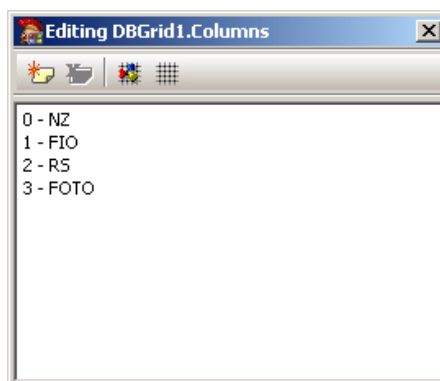 Editing DBGrid1.Columns
0 - NZ
1 - FIO
2 - RS
3 - FOTO